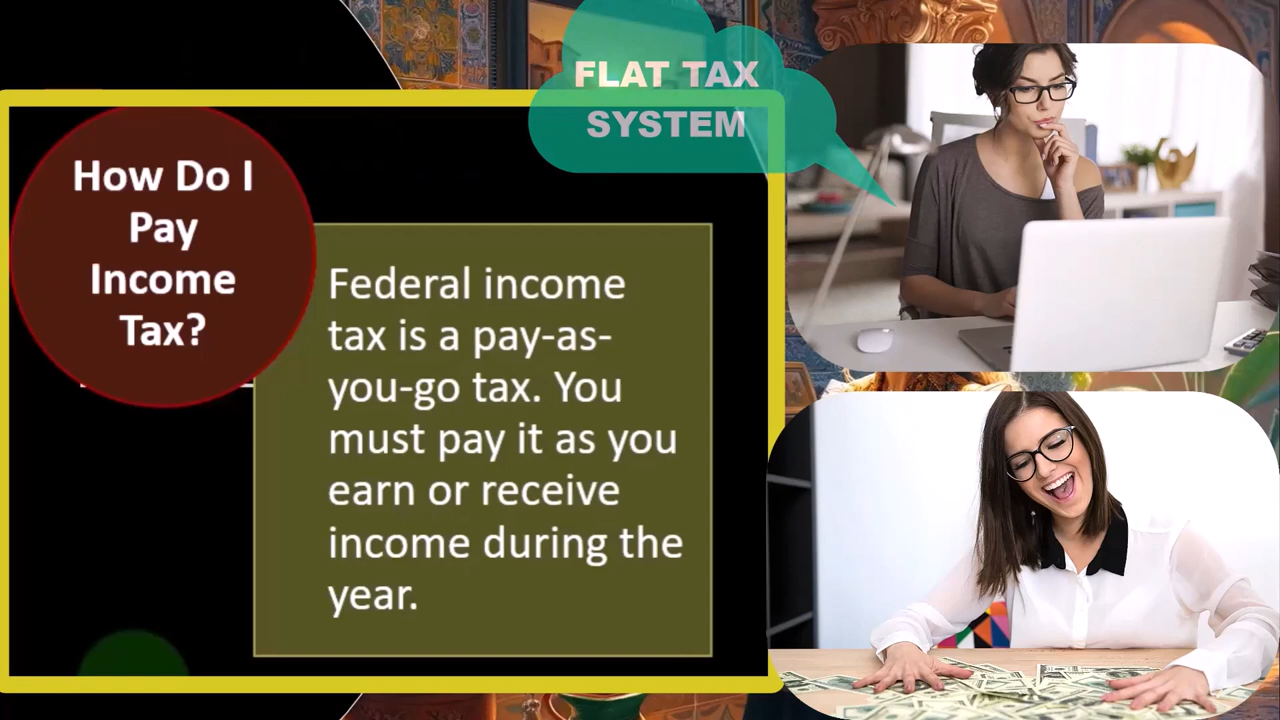 FLAT TAX
SYSTEM
How Do I
Pay
Income
Tax?
Federal income
tax is a pay-as-
you-go tax. You
must pay it as you
earn or receive
income during the
year.